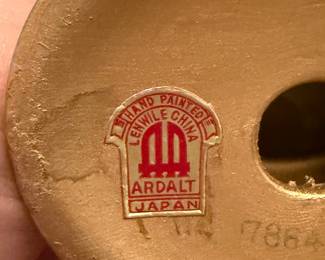 HAND PAINTED
LENWILE CHINA
ARDALT
JAPAN
7864